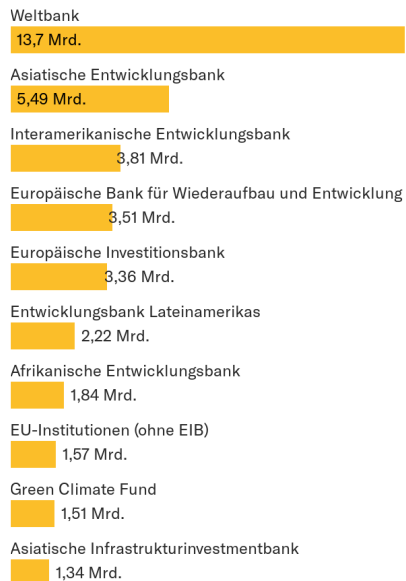 Weltbank
13,7 Mrd.
Asiatische Entwicklungsbank
5,49 Mrd.
Interamerikanische Entwicklungsbank
3,81 Mrd.
Europäische Bank für Wiederaufbau und Entwicklung
3,51 Mrd.
Europäische Investitionsbank
3,36 Mrd.
Entwicklungsbank Lateinamerikas
2,22 Mrd.
Afrikanische Entwicklungsbank
1,84 Mrd.
EU-Institutionen (ohne EIB)
1,57 Mrd.
Green Climate Fund
1,51 Mrd.
Asiatische Infrastrukturinvestmentbank
1,34 Mrd.